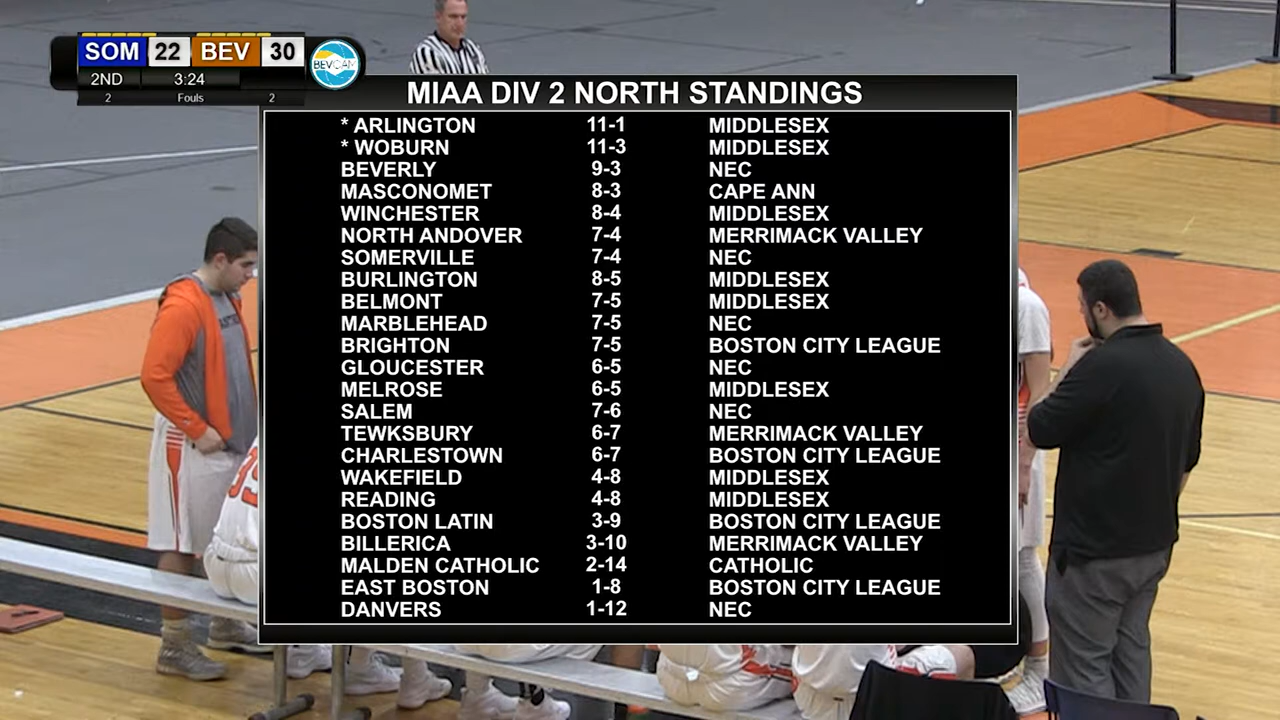 SOM 22 BEV 30
2ND 3:24
2 Fouls 2
BEVCAM
MIAA DIV 2 NORTH STANDINGS
* ARLINGTON 11-1 MIDDLESEX
* WOBURN 11-3 MIDDLESEX
BEVERLY 9-3 NEC
MASCONOMET 8-3 CAPE ANN
WINCHESTER 8-4 MIDDLESEX
NORTH ANDOVER 7-4 MERRIMACK VALLEY
SOMERVILLE 7-4 NEC
BURLINGTON 8-5 MIDDLESEX
BELMONT 7-5 MIDDLESEX
MARBLEHEAD 7-5 NEC
BRIGHTON 7-5 BOSTON CITY LEAGUE
GLOUCESTER 6-5 NEC
MELROSE 6-5 MIDDLESEX
SALEM 7-6 NEC
TEWKSBURY 6-7 MERRIMACK VALLEY
CHARLESTOWN 6-7 BOSTON CITY LEAGUE
WAKEFIELD 4-8 MIDDLESEX
READING 4-8 MIDDLESEX
BOSTON LATIN 3-9 BOSTON CITY LEAGUE
BILLERICA 3-10 MERRIMACK VALLEY
MALDEN CATHOLIC 2-14 CATHOLIC
EAST BOSTON 1-8 BOSTON CITY LEAGUE
DANVERS 1-12 NEC